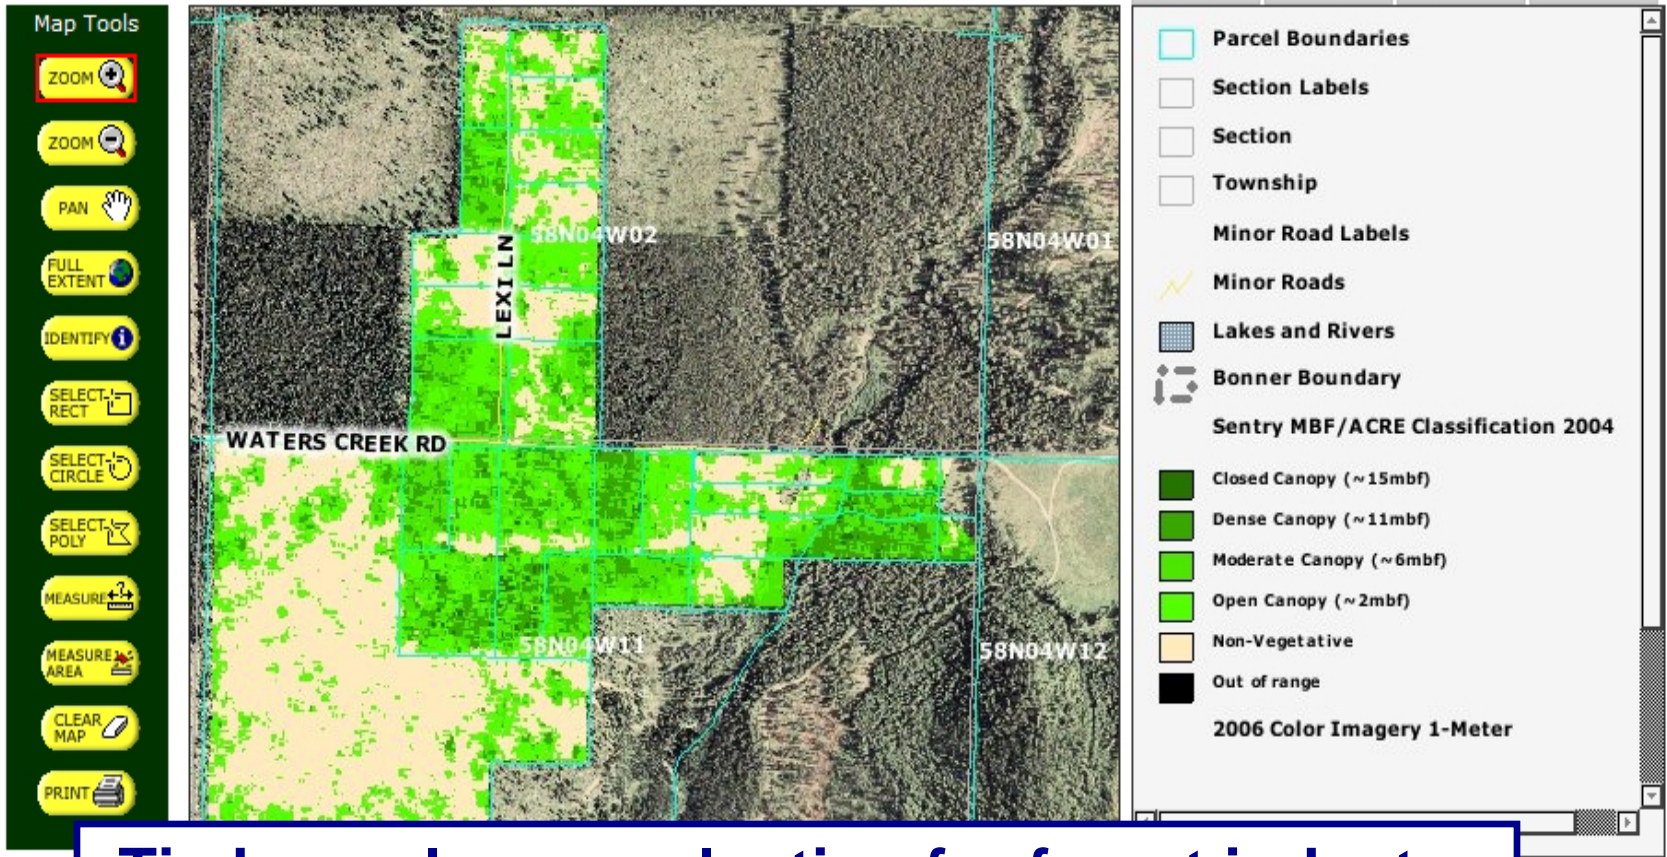 Map Tools
ZOOM
ZOOM
PAN
FULL
EXTENT
IDENTIFY
SELECT
RECT
SELECT
CIRCLE
SELECT
POLY
MEASURE
MEASURE
AREA
CLEAR
MAP
PRINT
58N04W02
58N04W01
LEXI LN
WATERS CREEK RD
58N04W11
58N04W12
Parcel Boundaries
Section Labels
Section
Township
Minor Road Labels
Minor Roads
Lakes and Rivers
Bonner Boundary
Sentry MBF/ACRE Classification 2004
Closed Canopy (~15mbf)
Dense Canopy (~11mbf)
Moderate Canopy (~6mbf)
Open Canopy (~2mbf)
Non-Vegetative
Out of range
2006 Color Imagery 1-Meter